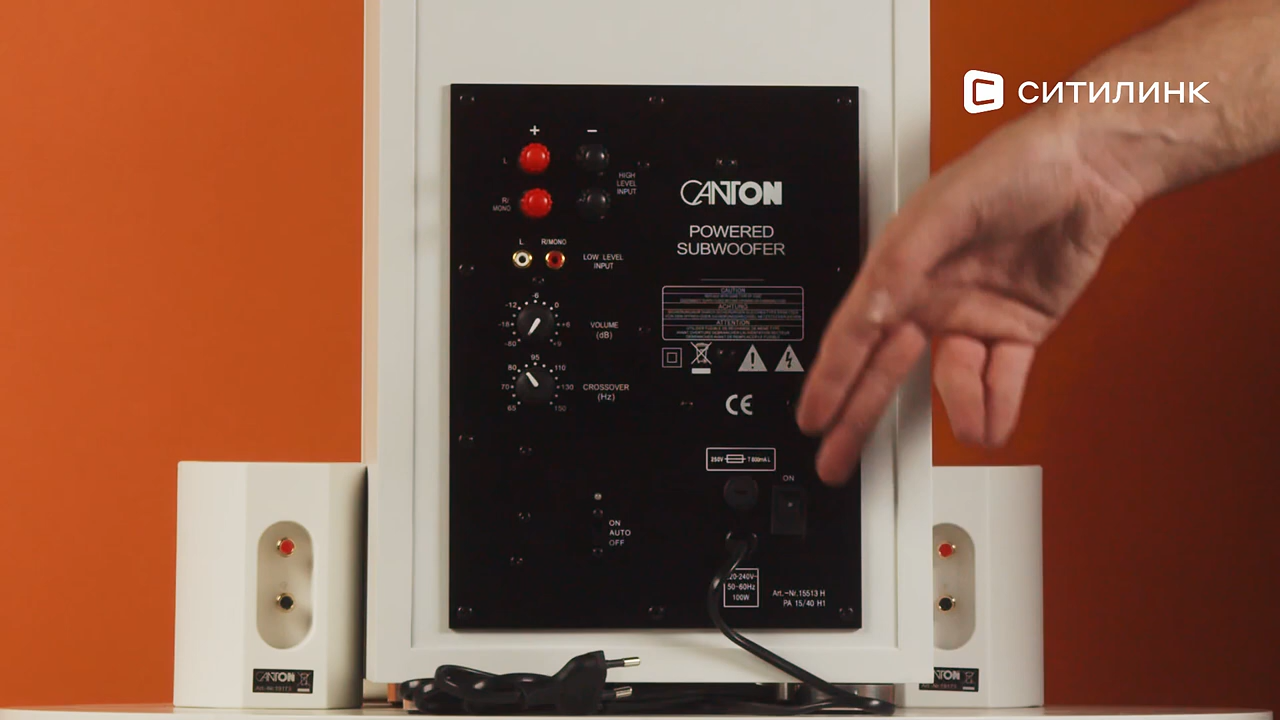 СИТИЛИНК
+ −
L
HIGH
LEVEL
INPUT
R/
MONO
CANTON
POWERED
SUBWOOFER
L R/MONO
LOW LEVEL
INPUT
-6
-12 0
-18 +6
-80 +9
VOLUME
(dB)
95
80 110
70 130
65 150
CROSSOVER
(Hz)
CAUTION
ACHTUNG
ATTENTION
CE
250V T 800mA L
ON
ON
AUTO
OFF
220-240V~
50-60Hz
100W
Art.-Nr.15513 H
PA 15/40 H1
CANTON
CANTON